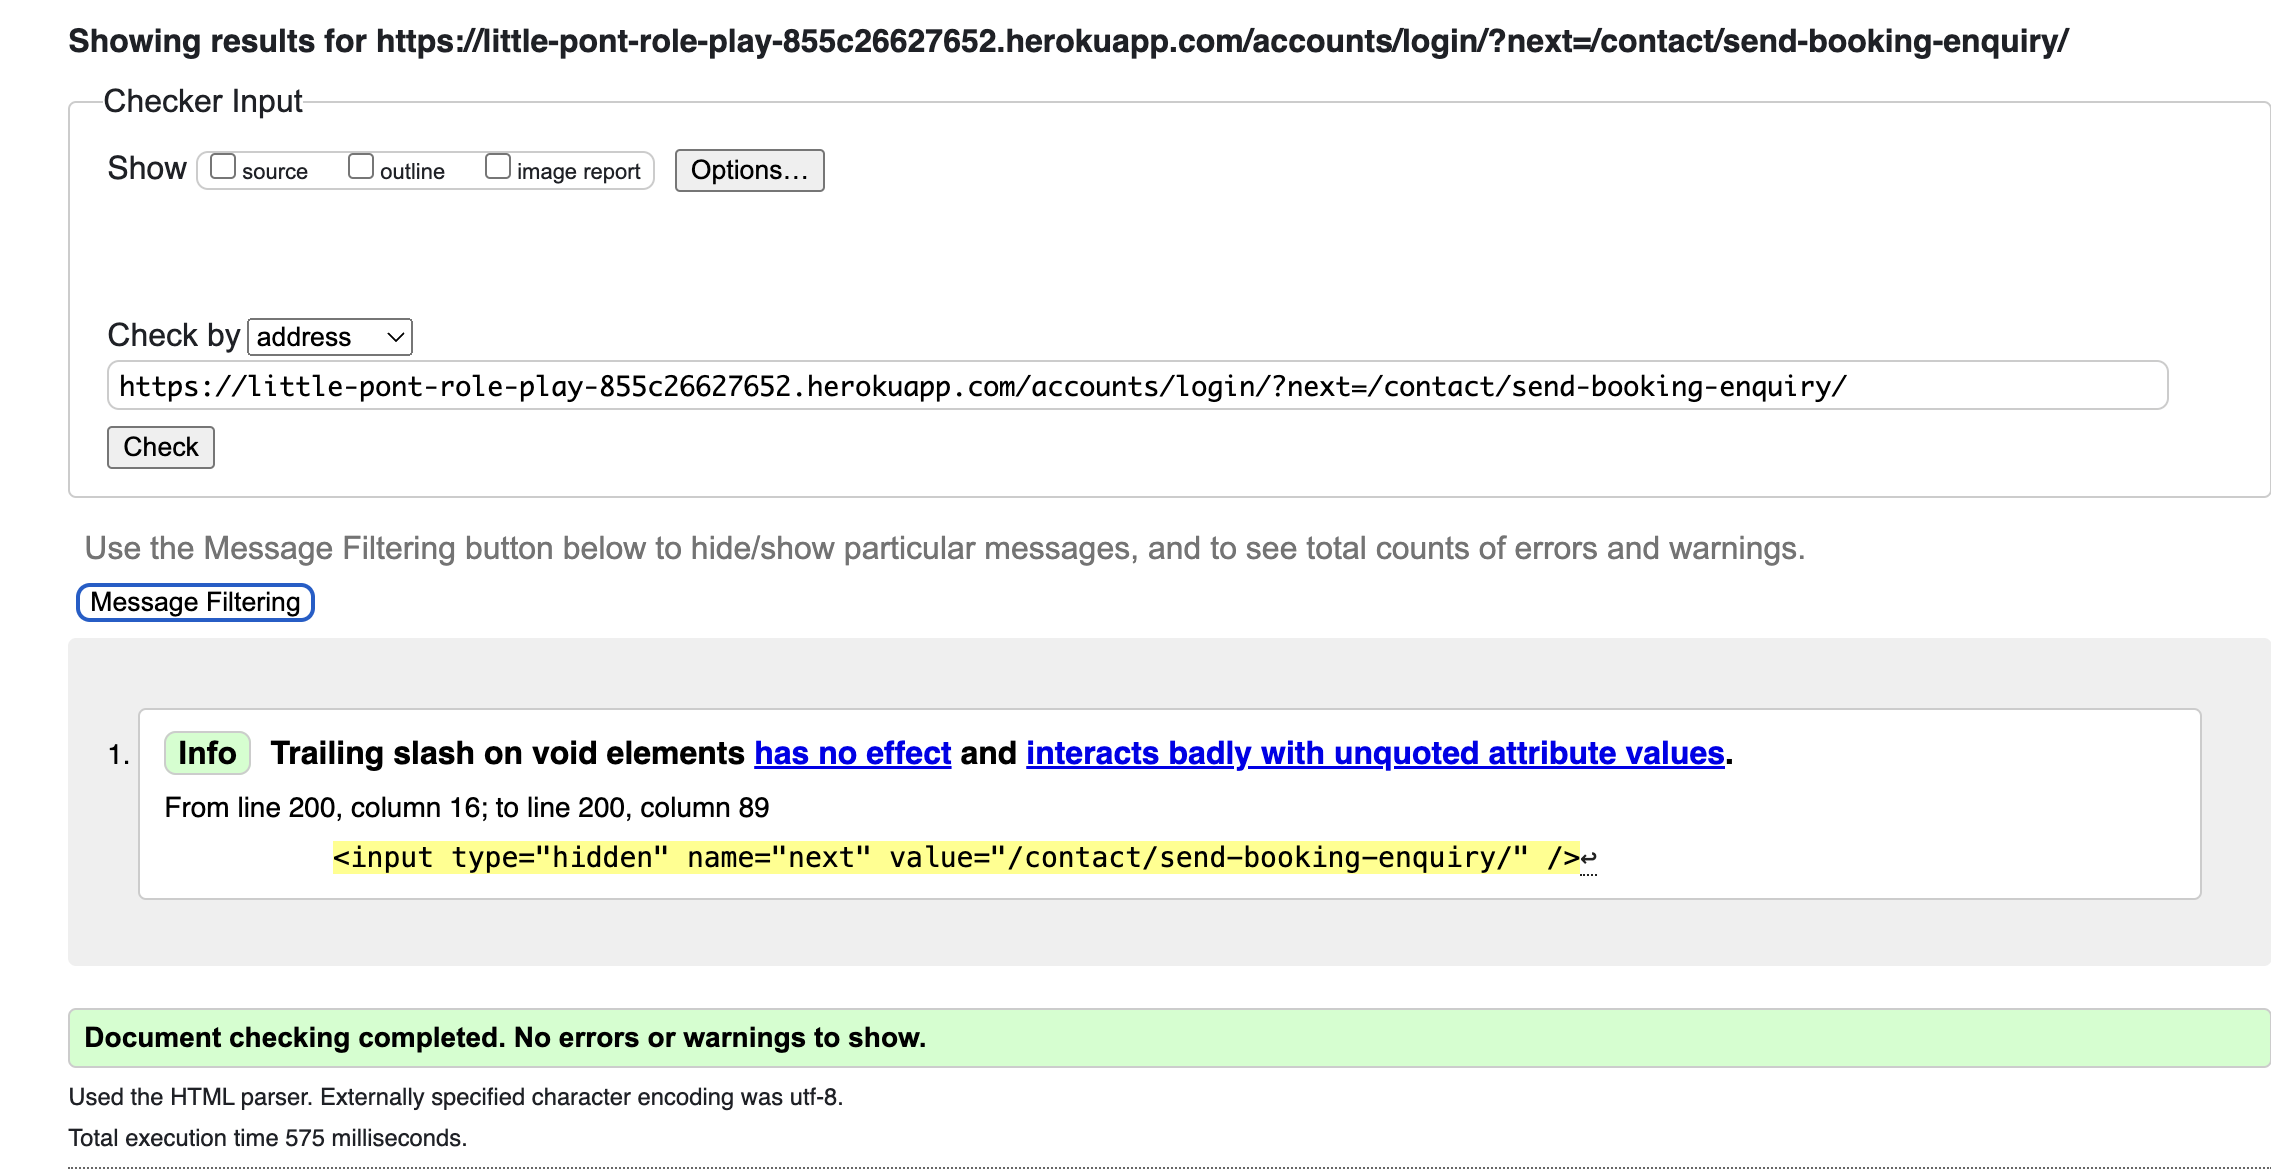 Showing results for https://little-pont-role-play-855c26627652.herokuapp.com/accounts/login/?next=/contact/send-booking-enquiry/
Checker Input
Show source outline image report Options...
Check by address
https://little-pont-role-play-855c26627652.herokuapp.com/accounts/login/?next=/contact/send-booking-enquiry/
Check
Use the Message Filtering button below to hide/show particular messages, and to see total counts of errors and warnings.
Message Filtering
1. Info Trailing slash on void elements has no effect and interacts badly with unquoted attribute values.
From line 200, column 16; to line 200, column 89
<input type="hidden" name="next" value="/contact/send-booking-enquiry/" />↩
Document checking completed. No errors or warnings to show.
Used the HTML parser. Externally specified character encoding was utf-8.
Total execution time 575 milliseconds.